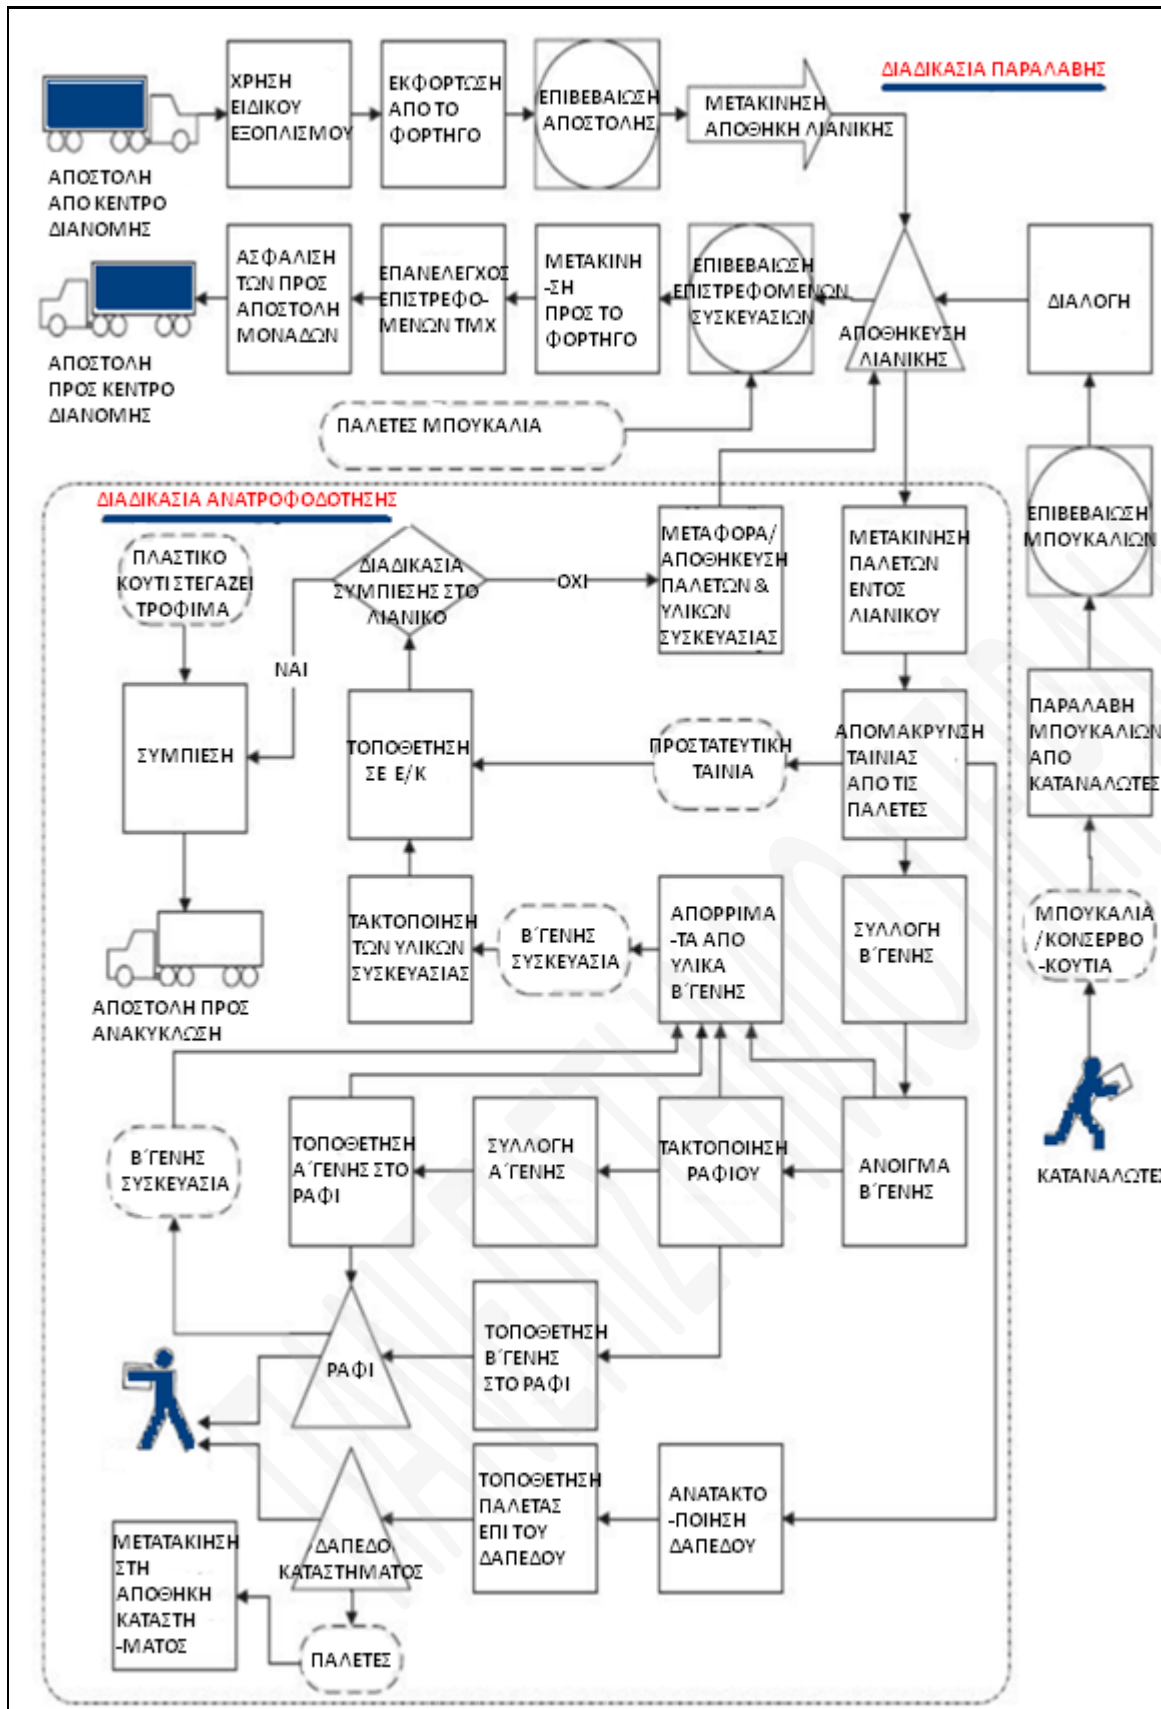 ΔΙΑΔΙΚΑΣΙΑ ΠΑΡΑΛΑΒΗΣ
ΑΠΟΣΤΟΛΗ
ΑΠΟ ΚΕΝΤΡΟ
ΔΙΑΝΟΜΗΣ
ΧΡΗΣΗ
ΕΙΔΙΚΟΥ
ΕΞΟΠΛΙΣΜΟΥ
ΕΚΦΟΡΤΩΣΗ
ΑΠΟ ΤΟ
ΦΟΡΤΗΓΟ
ΕΠΙΒΕΒΑΙΩΣΗ
ΑΠΟΣΤΟΛΗΣ
ΜΕΤΑΚΙΝΗΣΗ
ΑΠΟΘΗΚΗ ΛΙΑΝΙΚΗΣ
ΑΠΟΣΤΟΛΗ
ΠΡΟΣ ΚΕΝΤΡΟ
ΔΙΑΝΟΜΗΣ
ΑΣΦΑΛΙΣΗ
ΤΩΝ ΠΡΟΣ
ΑΠΟΣΤΟΛΗ
ΜΟΝΑΔΩΝ
ΕΠΑΝΕΛΕΓΧΟΣ
ΕΠΙΣΤΡΕΦΟ-
ΜΕΝΩΝ ΤΜΧ
ΜΕΤΑΚΙΝΗ
-ΣΗ
ΠΡΟΣ ΤΟ
ΦΟΡΤΗΓΟ
ΕΠΙΒΕΒΑΙΩΣΗ
ΕΠΙΣΤΡΕΦΟΜΕΝΩΝ
ΣΥΣΚΕΥΑΣΙΩΝ
ΑΠΟΘΗΚΕΥΣΗ
ΛΙΑΝΙΚΗΣ
ΔΙΑΛΟΓΗ
ΠΑΛΕΤΕΣ ΜΠΟΥΚΑΛΙΑ
ΔΙΑΔΙΚΑΣΙΑ ΑΝΑΤΡΟΦΟΔΟΤΗΣΗΣ
ΠΛΑΣΤΙΚΟ
ΚΟΥΤΙ ΣΤΕΓΑΖΕΙ
ΤΡΟΦΙΜΑ
ΔΙΑΔΙΚΑΣΙΑ
ΣΥΜΠΙΕΣΗΣ ΣΤΟ
ΛΙΑΝΙΚΟ
ΟΧΙ
ΝΑΙ
ΜΕΤΑΦΟΡΑ/
ΑΠΟΘΗΚΕΥΣΗ
ΠΑΛΕΤΩΝ &
ΥΛΙΚΩΝ
ΣΥΣΚΕΥΑΣΙΑΣ
ΜΕΤΑΚΙΝΗΣΗ
ΠΑΛΕΤΩΝ
ΕΝΤΟΣ
ΛΙΑΝΙΚΟΥ
ΕΠΙΒΕΒΑΙΩΣΗ
ΜΠΟΥΚΑΛΙΩΝ
ΣΥΜΠΙΕΣΗ
ΤΟΠΟΘΕΤΗΣΗ
ΣΕ Ε/Κ
ΠΡΟΣΤΑΤΕΥΤΙΚΗ
ΤΑΙΝΙΑ
ΑΠΟΜΑΚΡΥΝΣΗ
ΤΑΙΝΙΑΣ
ΑΠΟ ΤΙΣ
ΠΑΛΕΤΕΣ
ΠΑΡΑΛΑΒΗ
ΜΠΟΥΚΑΛΙΩΝ
ΑΠΟ
ΚΑΤΑΝΑΛΩΤΕΣ
ΑΠΟΣΤΟΛΗ ΠΡΟΣ
ΑΝΑΚΥΚΛΩΣΗ
ΤΑΚΤΟΠΟΙΗΣΗ
ΤΩΝ ΥΛΙΚΩΝ
ΣΥΣΚΕΥΑΣΙΑΣ
Β΄ΓΕΝΗΣ
ΣΥΣΚΕΥΑΣΙΑ
ΑΠΟΡΡΙΜΑ
-ΤΑ ΑΠΟ
ΥΛΙΚΑ
Β΄ΓΕΝΗΣ
ΣΥΛΛΟΓΗ
Β΄ΓΕΝΗΣ
ΜΠΟΥΚΑΛΙΑ
/ΚΟΝΣΕΡΒΟ
-ΚΟΥΤΙΑ
Β΄ΓΕΝΗΣ
ΣΥΣΚΕΥΑΣΙΑ
ΤΟΠΟΘΕΤΗΣΗ
Α΄ΓΕΝΗΣ ΣΤΟ
ΡΑΦΙ
ΣΥΛΛΟΓΗ
Α΄ΓΕΝΗΣ
ΤΑΚΤΟΠΟΙΗΣΗ
ΡΑΦΙΟΥ
ΑΝΟΙΓΜΑ
Β΄ΓΕΝΗΣ
ΚΑΤΑΝΑΛΩΤΕΣ
ΡΑΦΙ
ΤΟΠΟΘΕΤΗΣΗ
Β΄ΓΕΝΗΣ
ΣΤΟ ΡΑΦΙ
ΜΕΤΑΤΑΚΙΗΣΗ
ΣΤΗ
ΑΠΟΘΗΚΗ
ΚΑΤΑΣΤΗ
-ΜΑΤΟΣ
ΔΑΠΕΔΟ
ΚΑΤΑΣΤΗΜΑΤΟΣ
ΤΟΠΟΘΕΤΗΣΗ
ΠΑΛΕΤΑΣ
ΕΠΙ ΤΟΥ
ΔΑΠΕΔΟΥ
ΑΝΑΤΑΚΤΟ
-ΠΟΙΗΣΗ
ΔΑΠΕΔΟΥ
ΠΑΛΕΤΕΣ